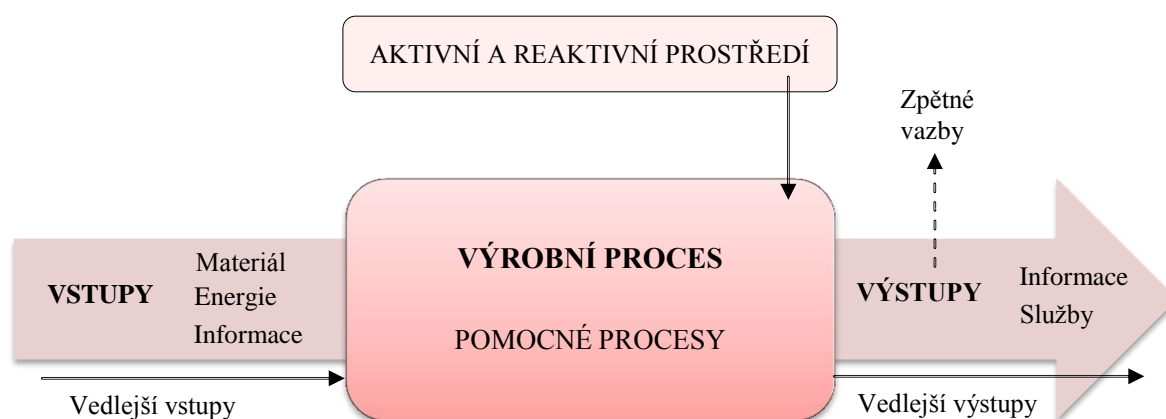 AKTIVNÍ A REAKTIVNÍ PROSTŘEDÍ
Zpětné
vazby
VSTUPY
Materiál
Energie
Informace
VÝROBNÍ PROCES
POMOCNÉ PROCESY
VÝSTUPY
Informace
Služby
Vedlejší vstupy
Vedlejší výstupy